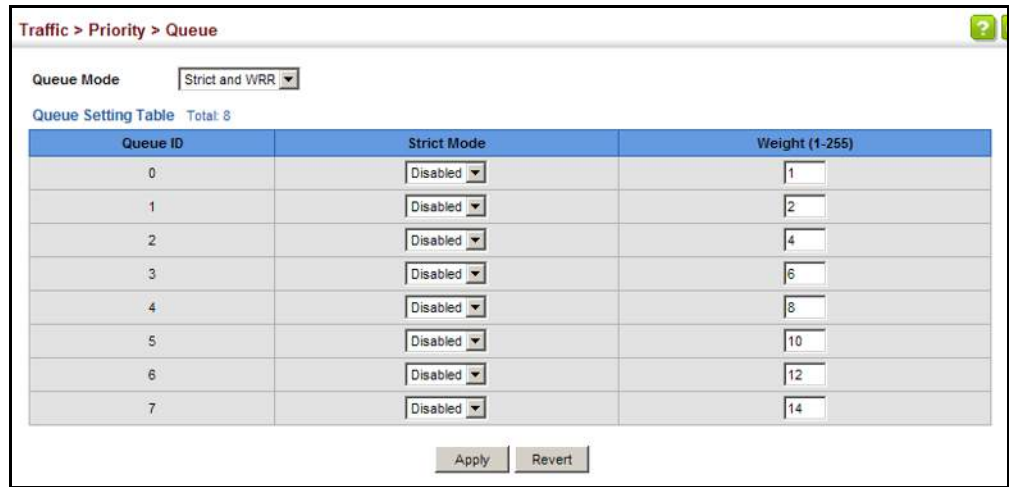 Traffic > Priority > Queue
?
Queue Mode Strict and WRR
Queue Setting Table Total: 8
Queue ID Strict Mode Weight (1-255)
0 Disabled 1
1 Disabled 2
2 Disabled 4
3 Disabled 6
4 Disabled 8
5 Disabled 10
6 Disabled 12
7 Disabled 14
Apply Revert